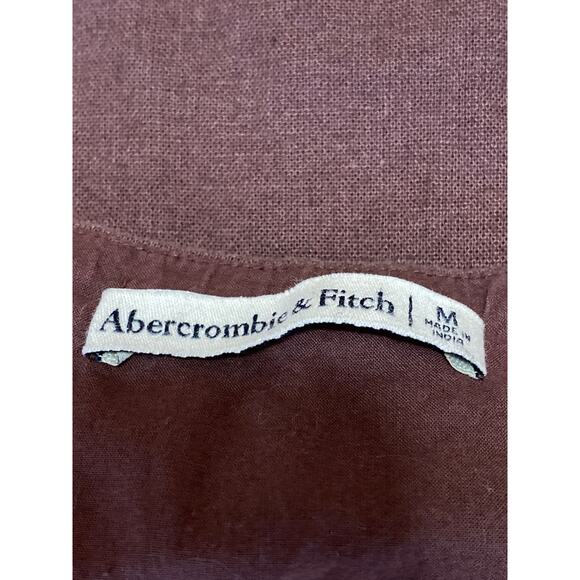 Abercrombie & Fitch | M
MADE IN
INDIA